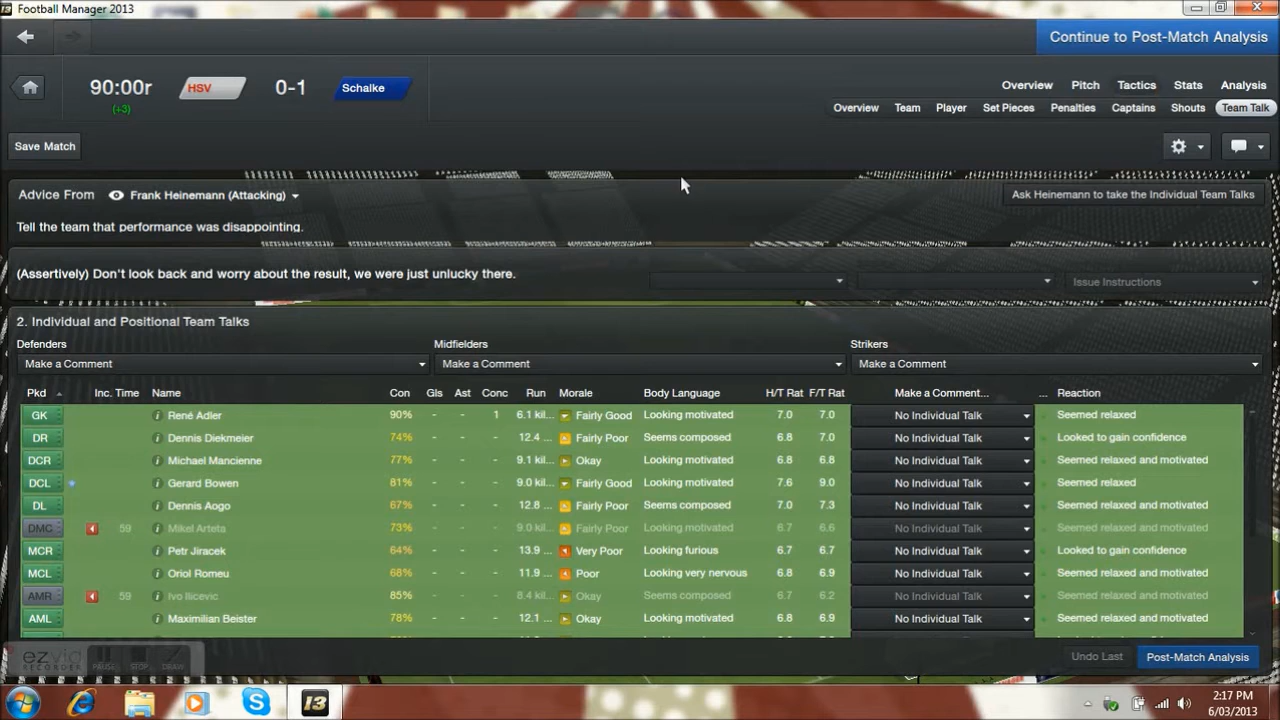 Football Manager 2013
Continue to Post-Match Analysis
90:00r HSV 0-1 Schalke
(+3)
Overview Pitch Tactics Stats Analysis
Overview Team Player Set Pieces Penalties Captains Shouts Team Talk
Save Match
Advice From Frank Heinemann (Attacking) Ask Heinemann to take the Individual Team Talks
Tell the team that performance was disappointing.
(Assertively) Don't look back and worry about the result, we were just unlucky there. Issue Instructions
2. Individual and Positional Team Talks
Defenders Midfielders Strikers
Make a Comment Make a Comment Make a Comment
Pkd Inc. Time Name Con Gls Ast Conc Run Morale Body Language H/T Rat F/T Rat Make a Comment... ... Reaction
GK i René Adler 90% - - 1 6.1 kil... Fairly Good Looking motivated 7.0 7.0 No Individual Talk Seemed relaxed
DR i Dennis Diekmeier 74% - - - 12.4 ... Fairly Poor Seems composed 6.8 7.0 No Individual Talk Looked to gain confidence
DCR i Michael Mancienne 77% - - - 9.1 kil... Okay Looking motivated 6.8 6.8 No Individual Talk Seemed relaxed and motivated
DCL i Gerard Bowen 81% - - - 9.0 kil... Fairly Good Looking motivated 7.6 9.0 No Individual Talk Seemed relaxed
DL i Dennis Aogo 67% - - - 12.8 ... Fairly Poor Seems composed 7.0 7.3 No Individual Talk Seemed relaxed and motivated
DMC 59 i Mikel Arteta 73% - - - 9.0 kil... Fairly Poor Looking motivated 6.7 6.6 No Individual Talk Seemed relaxed and motivated
MCR i Petr Jiracek 64% - - - 13.9 ... Very Poor Looking furious 6.7 6.7 No Individual Talk Looked to gain confidence
MCL i Oriol Romeu 68% - - - 11.9 ... Poor Looking very nervous 6.8 6.9 No Individual Talk Seemed relaxed and motivated
AMR 59 i Ivo Ilicevic 85% - - - 8.4 kil... Okay Seems composed 6.7 6.2 No Individual Talk Seemed relaxed and motivated
AML i Maximilian Beister 78% - - - 12.1 ... Okay Looking motivated 6.8 6.9 No Individual Talk Seemed relaxed and motivated
ezvid
RECORDER PAUSE STOP DRAW
Undo Last Post-Match Analysis
13
2:17 PM
6/03/2013